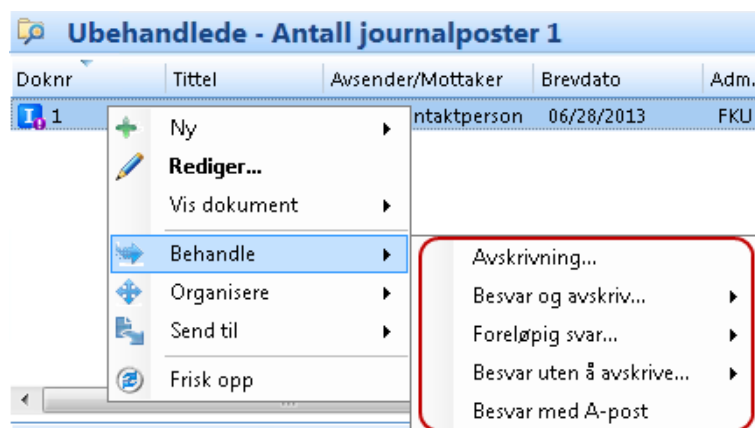 Ubehandlede - Antall journalposter 1
Doknr Tittel Avsender/Mottaker Brevdato Adm.
1 ntaktperson 06/28/2013 FKU
Ny
Rediger...
Vis dokument
Behandle
Organisere
Send til
Frisk opp
Avskrivning...
Besvar og avskriv...
Foreløpig svar...
Besvar uten å avskrive...
Besvar med A-post